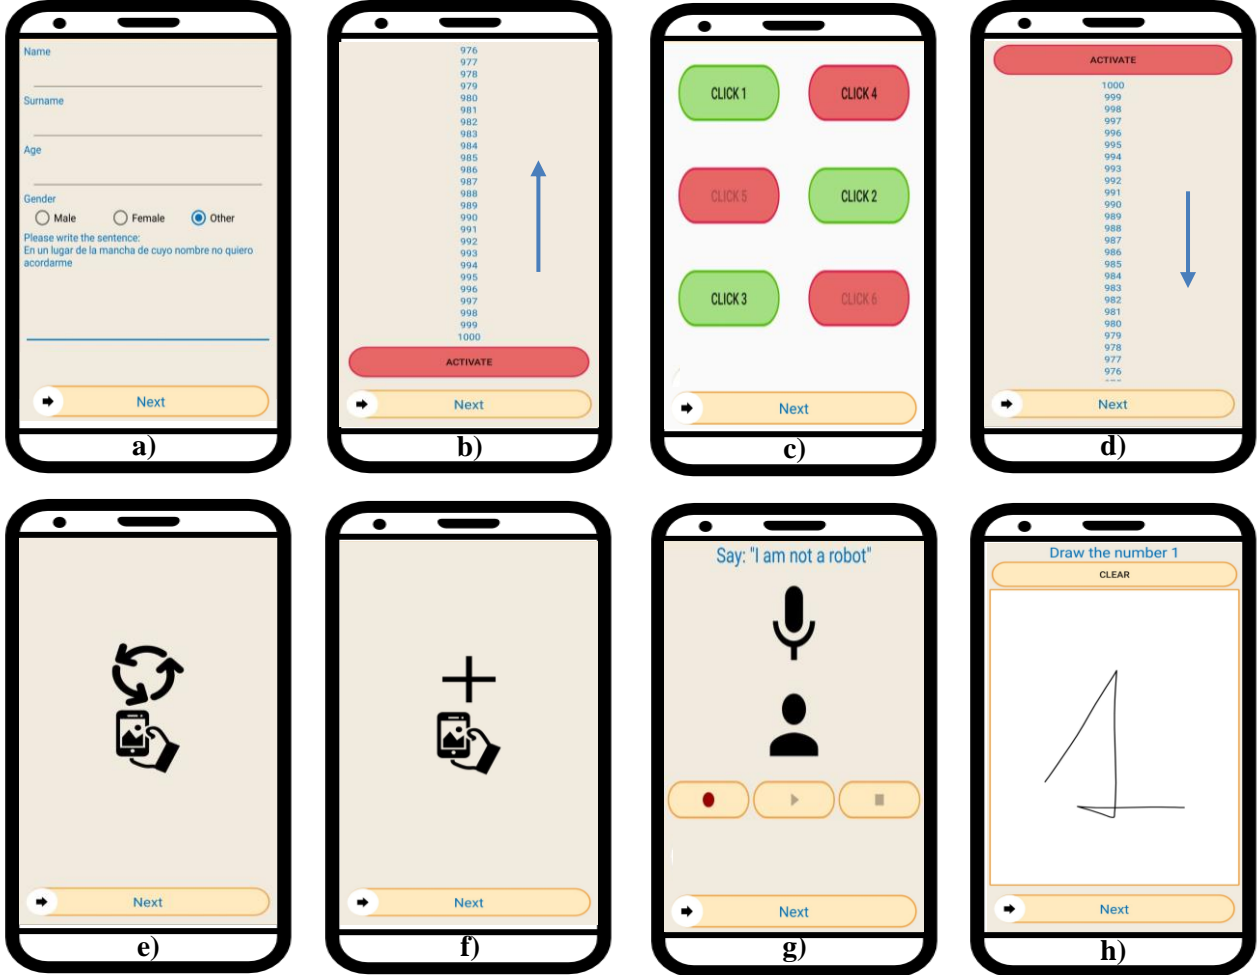 Name
Surname
Age
Gender
Male Female Other
Please write the sentence:
En un lugar de la mancha de cuyo nombre no quiero
acordarme
Next
a)
976
977
978
979
980
981
982
983
984
985
986
987
988
989
990
991
992
993
994
995
996
997
998
999
1000
ACTIVATE
Next
b)
CLICK 1 CLICK 4
CLICK 5 CLICK 2
CLICK 3 CLICK 6
Next
c)
ACTIVATE
1000
999
998
997
996
995
994
993
992
991
990
989
988
987
986
985
984
983
982
981
980
979
978
977
976
Next
d)
Next
e)
Next
f)
Say: "I am not a robot"
Next
g)
Draw the number 1
CLEAR
Next
h)